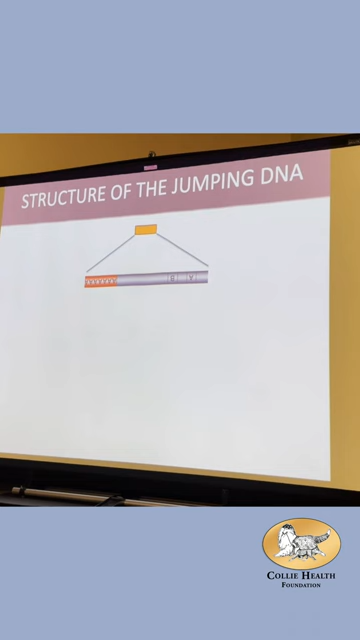 STRUCTURE OF THE JUMPING DNA
COLLIE HEALTH
FOUNDATION